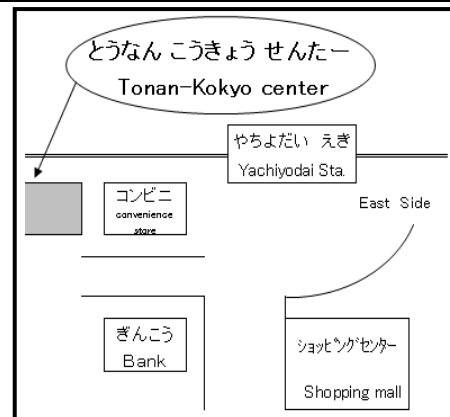 とうなん こうきょう せんたー
Tonan-Kokyo center
やちよだい えき
Yachiyodai Sta.
コンビニ
convenience
store
East Side
ぎんこう
Bank
ショッピングセンター
Shopping mall